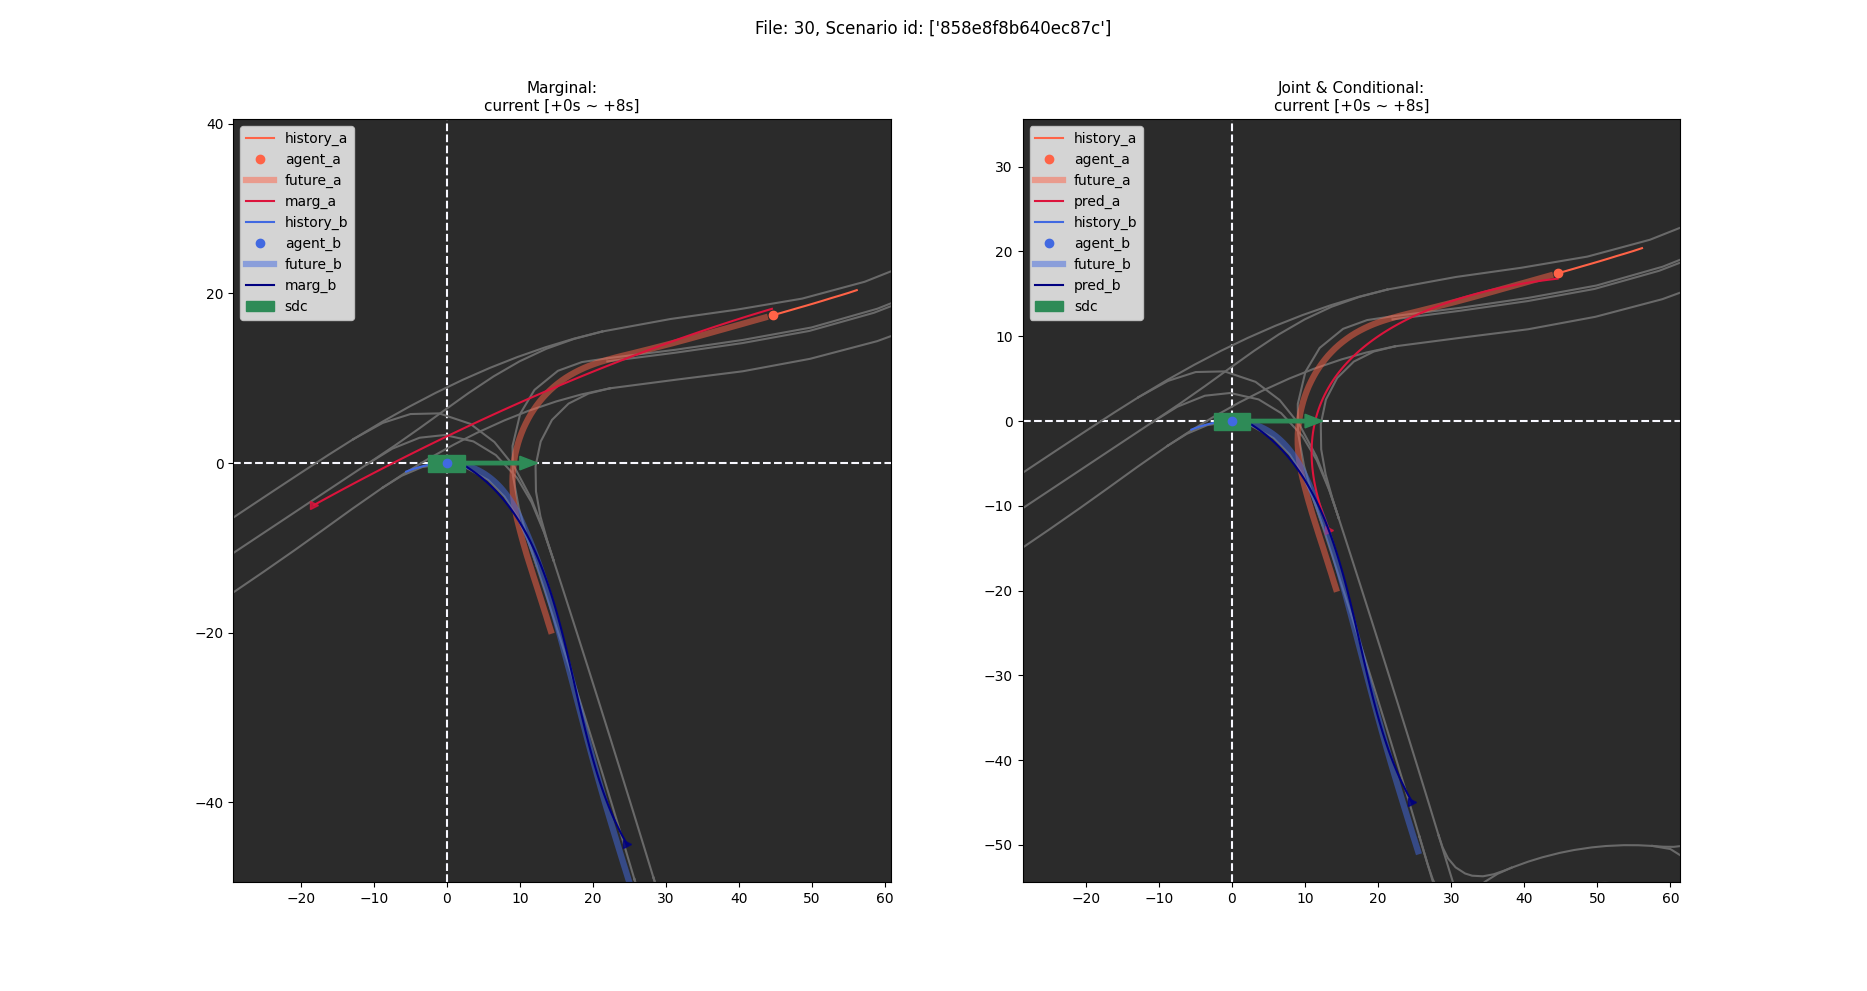 File: 30, Scenario id: ['858e8f8b640ec87c']
Marginal:
current [+0s ~ +8s]
history_a
agent_a
future_a
marg_a
history_b
agent_b
future_b
marg_b
sdc
40
20
0
−20
−40
−20 −10 0 10 20 30 40 50 60
Joint & Conditional:
current [+0s ~ +8s]
history_a
agent_a
future_a
pred_a
history_b
agent_b
future_b
pred_b
sdc
30
20
10
0
−10
−20
−30
−40
−50
−20 −10 0 10 20 30 40 50 60